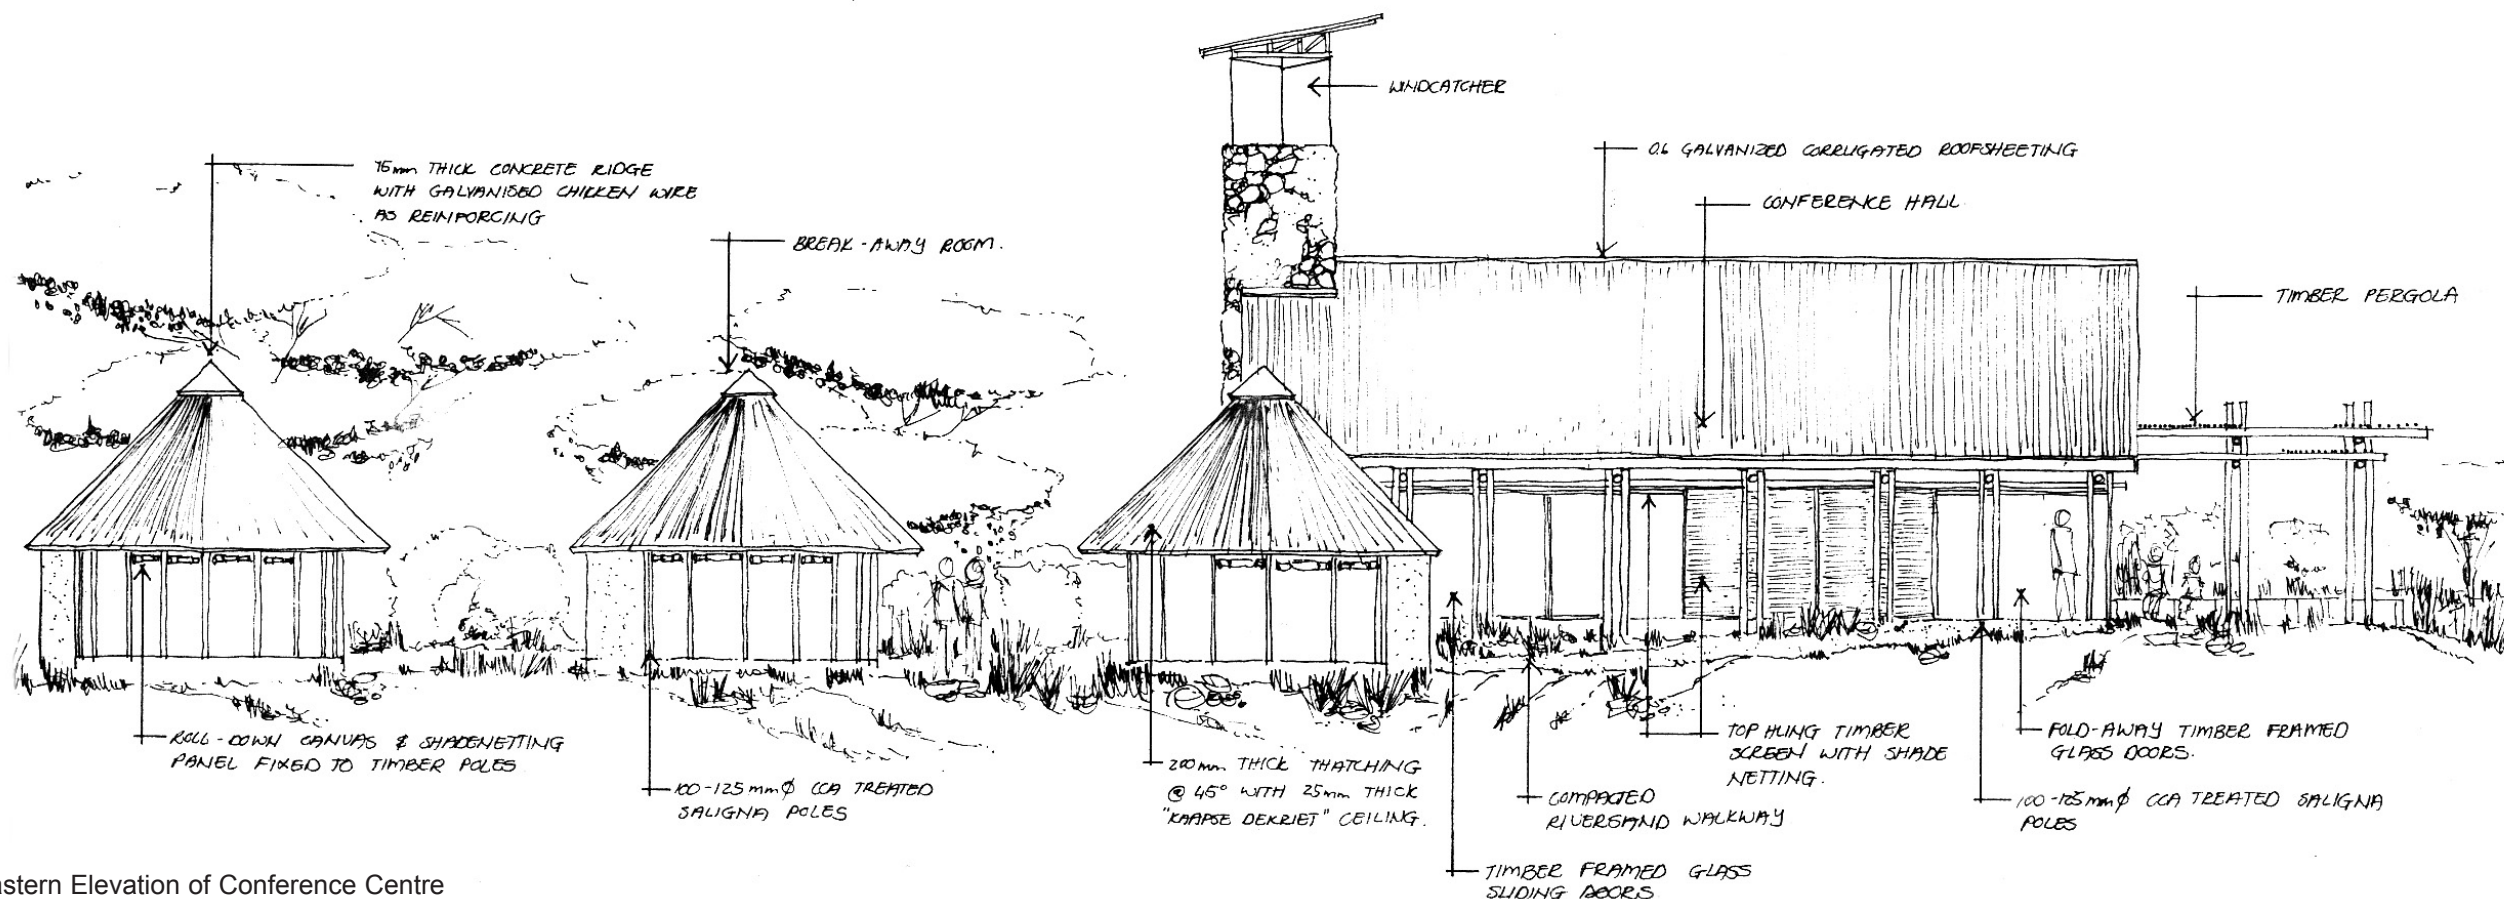 WINDCATCHER
0.6 GALVANIZED CORRUGATED ROOFSHEETING
75mm THICK CONCRETE RIDGE
WITH GALVANISED CHICKEN WIRE
AS REINFORCING
CONFERENCE HALL
BREAK-AWAY ROOM.
TIMBER PERGOLA
ROLL-DOWN CANVAS & SHADENETTING
PANEL FIXED TO TIMBER POLES
100-125mmϕ CCA TREATED
SALIGNA POLES
200mm THICK THATCHING
@ 45° WITH 25mm THICK
"KAAPSE DEKRIET" CEILING.
TIMBER FRAMED GLASS
SLIDING DOORS
COMPACTED
RIVERSAND WALKWAY
TOP HUNG TIMBER
SCREEN WITH SHADE
NETTING.
FOLD-AWAY TIMBER FRAMED
GLASS DOORS.
100-125mmϕ CCA TREATED SALIGNA
POLES
astern Elevation of Conference Centre